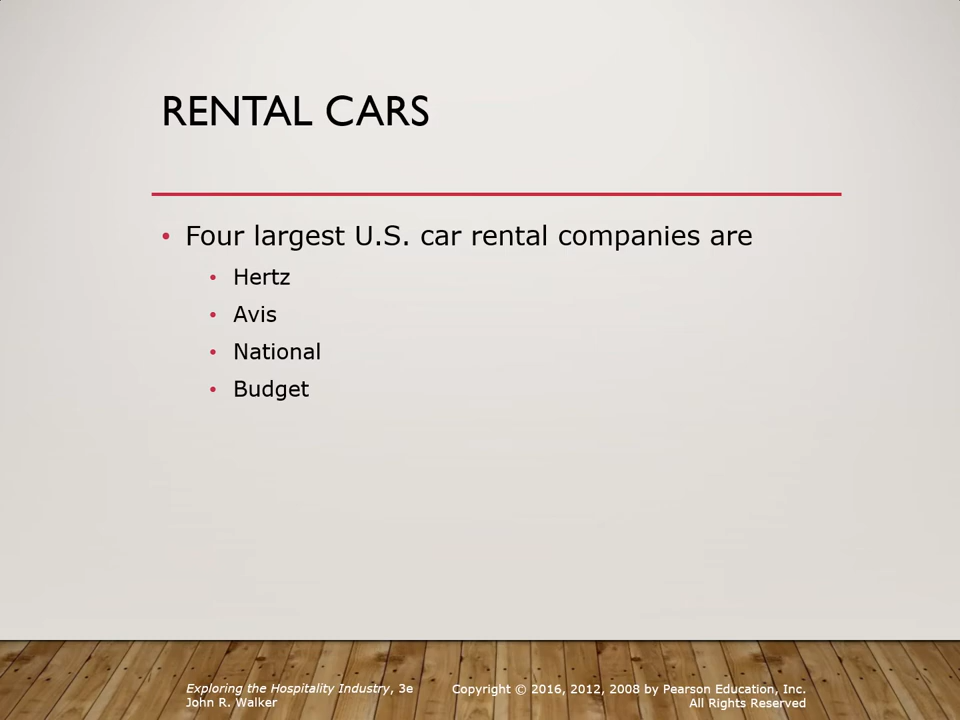 RENTAL CARS
• Four largest U.S. car rental companies are
• Hertz
• Avis
• National
• Budget
Exploring the Hospitality Industry, 3e
John R. Walker
Copyright © 2016, 2012, 2008 by Pearson Education, Inc.
All Rights Reserved